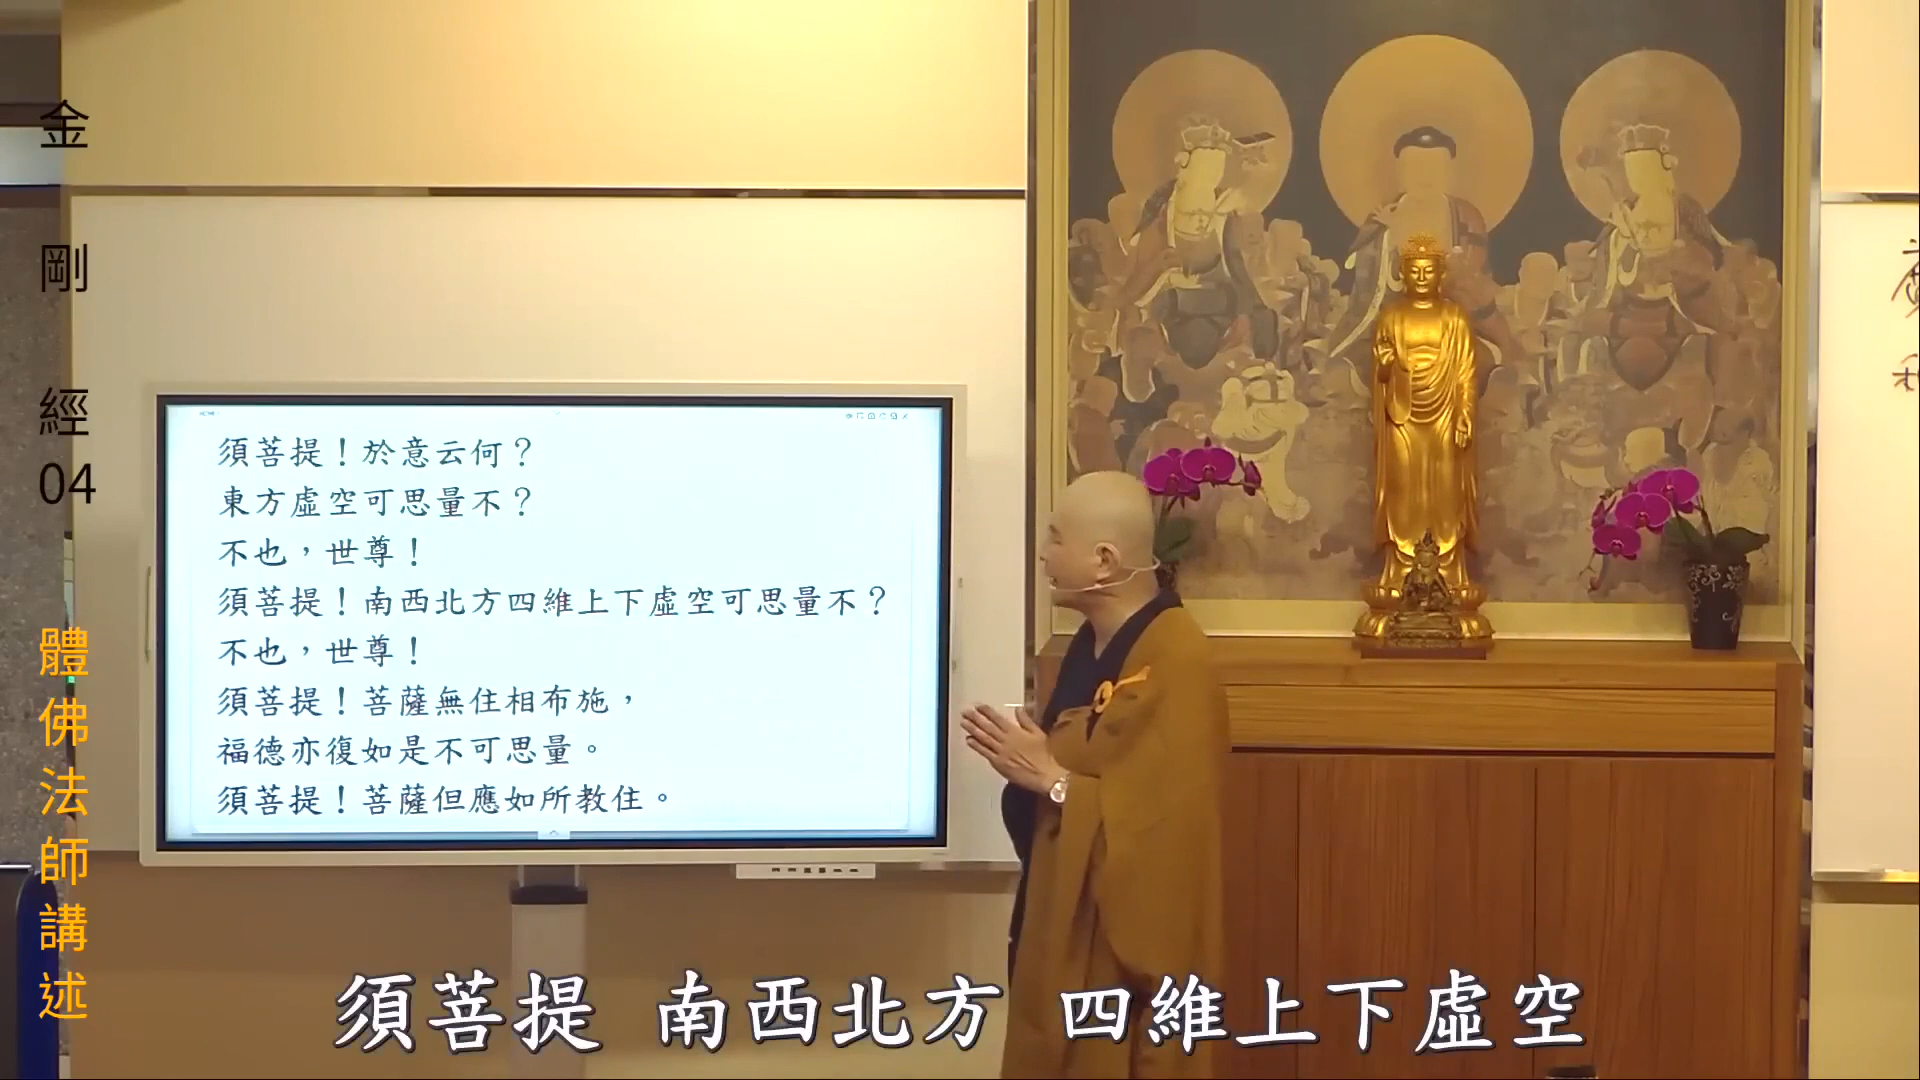 金剛經04
體佛法師講述
須菩提！於意云何？
東方虛空可思量不？
不也，世尊！
須菩提！南西北方四維上下虛空可思量不？
不也，世尊！
須菩提！菩薩無住相布施，
福德亦復如是不可思量。
須菩提！菩薩但應如所教住。
須菩提 南西北方 四維上下虛空